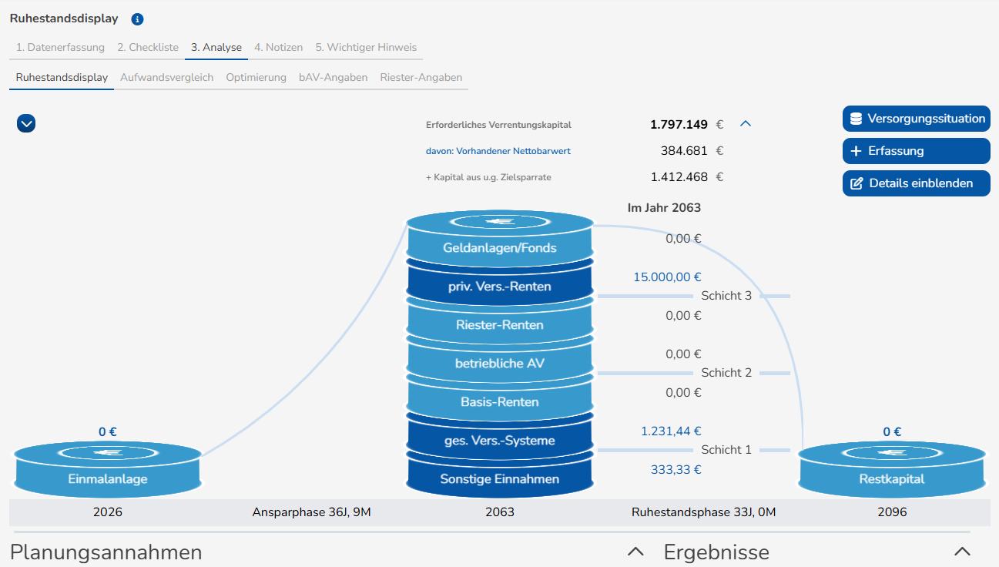 Ruhestandsdisplay
1. Datenerfassung 2. Checkliste 3. Analyse 4. Notizen 5. Wichtiger Hinweis
Ruhestandsdisplay Aufwandsvergleich Optimierung bAV-Angaben Riester-Angaben
Erforderliches Verrentungskapital 1.797.149 €
davon: Vorhandener Nettobarwert 384.681 €
+ Kapital aus u.g. Zielsparrate 1.412.468 €
Versorgungssituation
+ Erfassung
Details einblenden
Im Jahr 2063
Geldanlagen/Fonds 0,00 €
priv. Vers.-Renten 15.000,00 €
Schicht 3
Riester-Renten 0,00 €
betriebliche AV 0,00 €
Schicht 2
Basis-Renten 0,00 €
ges. Vers.-Systeme 1.231,44 €
Schicht 1
Sonstige Einnahmen 333,33 €
0 €
Einmalanlage
0 €
Restkapital
2026 Ansparphase 36J, 9M 2063 Ruhestandsphase 33J, 0M 2096
Planungsannahmen Ergebnisse